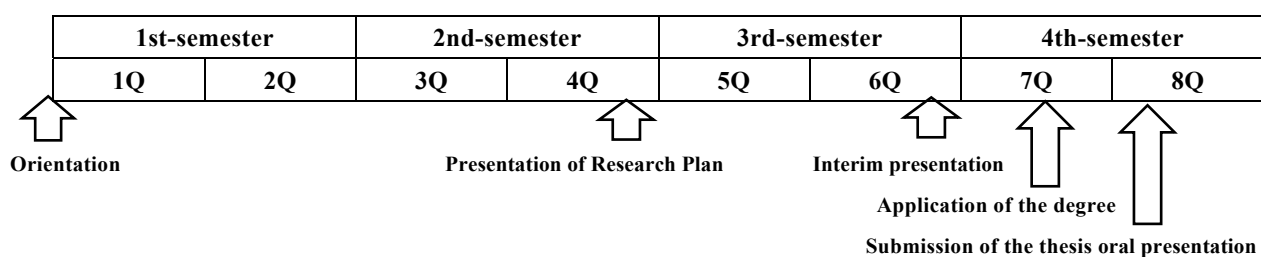 1st-semester 2nd-semester 3rd-semester 4th-semester
1Q 2Q 3Q 4Q 5Q 6Q 7Q 8Q
Orientation Presentation of Research Plan Interim presentation
Application of the degree
Submission of the thesis oral presentation